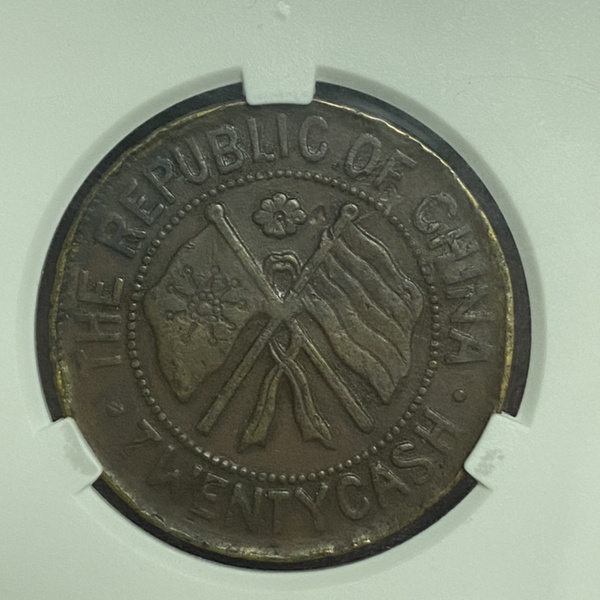 THE REPUBLIC OF CHINA
TWENTY CASH